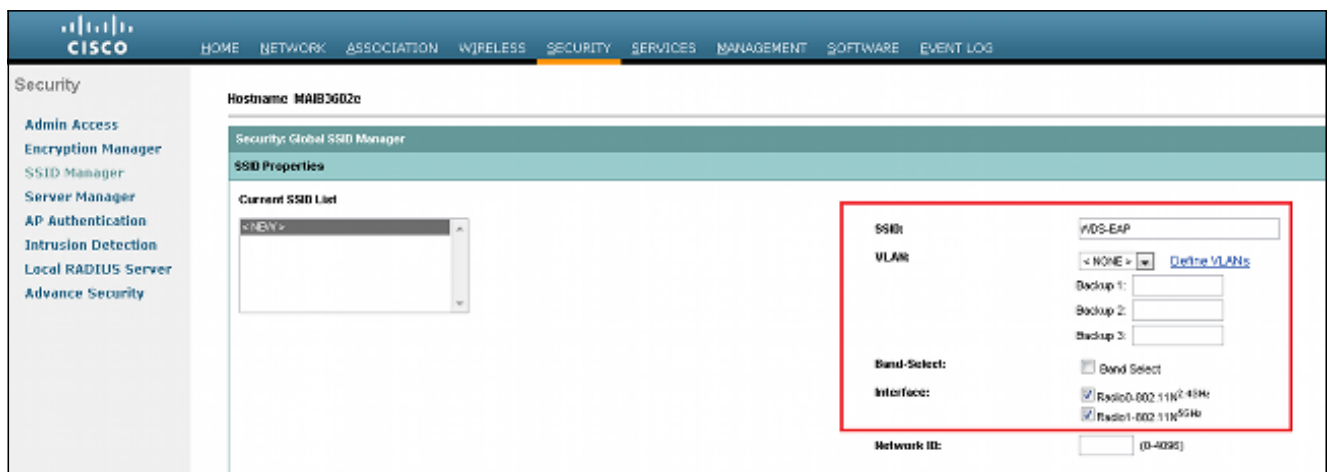 CISCO
HOME NETWORK ASSOCIATION WIRELESS SECURITY SERVICES MANAGEMENT SOFTWARE EVENT LOG
Security
Admin Access
Encryption Manager
SSID Manager
Server Manager
AP Authentication
Intrusion Detection
Local RADIUS Server
Advance Security
Hostname MAIB3602e
Security: Global SSID Manager
SSID Properties
Current SSID List
< NEW >
SSID: WDS-EAP
VLAN: < NONE > Define VLANs
Backup 1:
Backup 2:
Backup 3:
Band-Select: Band Select
Interface: Radio0-802.11N2.4GHz
Radio1-802.11N5GHz
Network ID: (0-4096)